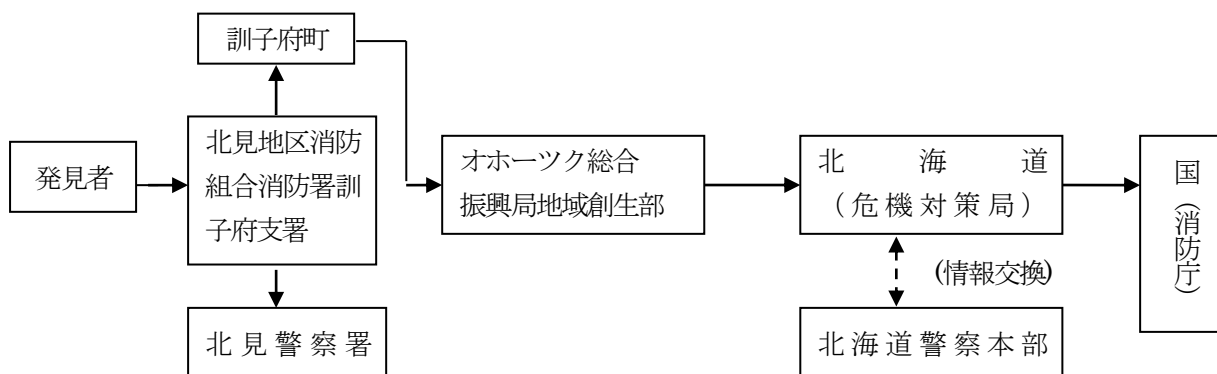 訓子府町
発見者
北見地区消防
組合消防署訓
子府支署
北見警察署
オホーツク総合
振興局地域創生部
北海道
(危機対策局)
(情報交換)
北海道警察本部
国(消防庁)